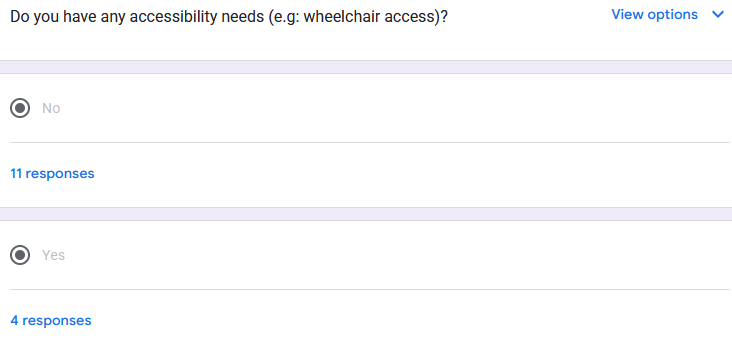 Do you have any accessibility needs (e.g: wheelchair access)?
View options
No
11 responses
Yes
4 responses